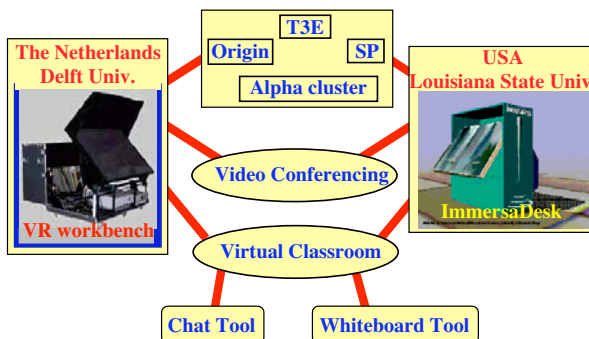 The Netherlands
Delft Univ.
VR workbench
T3E
Origin
SP
Alpha cluster
USA
Louisiana State Univ
ImmersaDesk
Video Conferencing
Virtual Classroom
Chat Tool
Whiteboard Tool